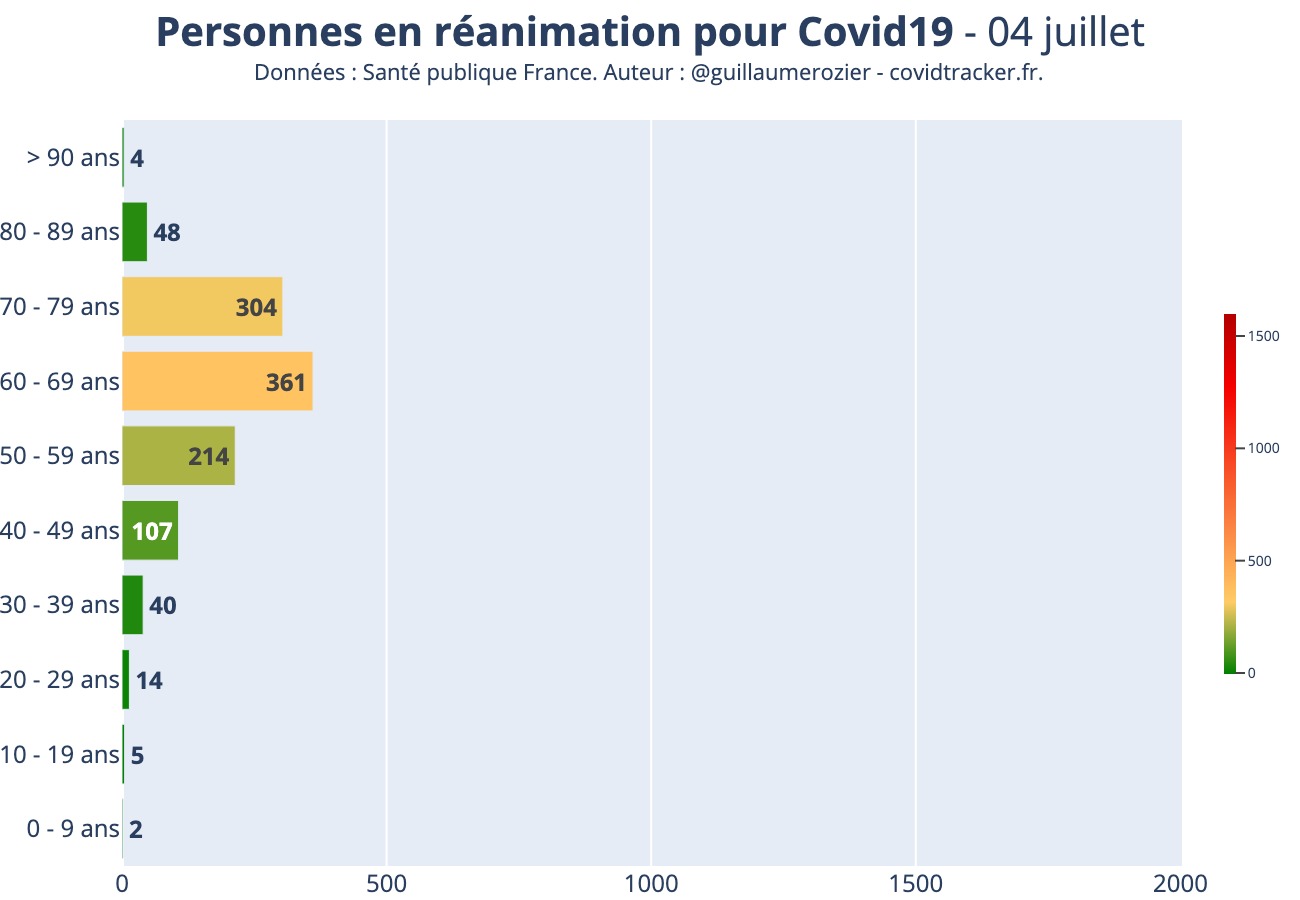 Personnes en réanimation pour Covid19 - 04 juillet
Données : Santé publique France. Auteur : @guillaumerozier - covidtracker.fr.
> 90 ans 4
80 - 89 ans 48
70 - 79 ans 304
60 - 69 ans 361
50 - 59 ans 214
40 - 49 ans 107
30 - 39 ans 40
20 - 29 ans 14
10 - 19 ans 5
0 - 9 ans 2
0 500 1000 1500 2000
1500
1000
500
0